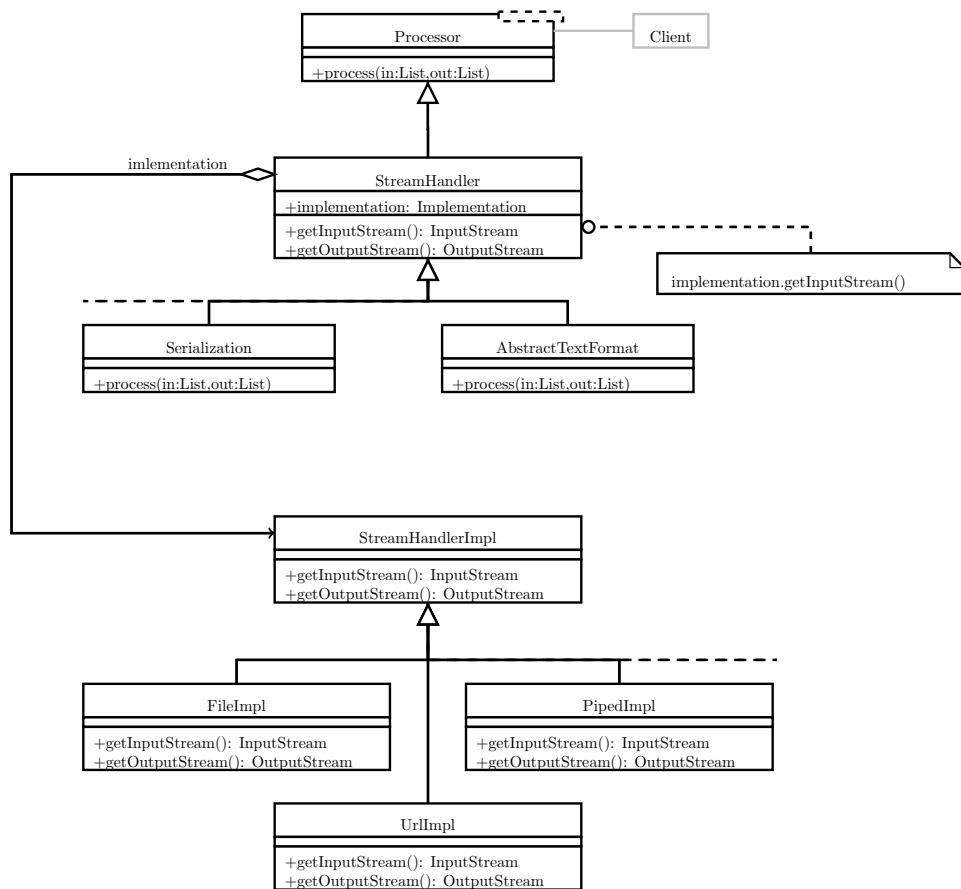 Processor
Client
+process(in:List,out:List)
imlementation
StreamHandler
+implementation: Implementation
+getInputStream(): InputStream
+getOutputStream(): OutputStream
implementation.getInputStream()
Serialization
AbstractTextFormat
+process(in:List,out:List)
+process(in:List,out:List)
StreamHandlerImpl
+getInputStream(): InputStream
+getOutputStream(): OutputStream
FileImpl
PipedImpl
+getInputStream(): InputStream
+getInputStream(): InputStream
+getOutputStream(): OutputStream
+getOutputStream(): OutputStream
UrlImpl
+getInputStream(): InputStream
+getOutputStream(): OutputStream